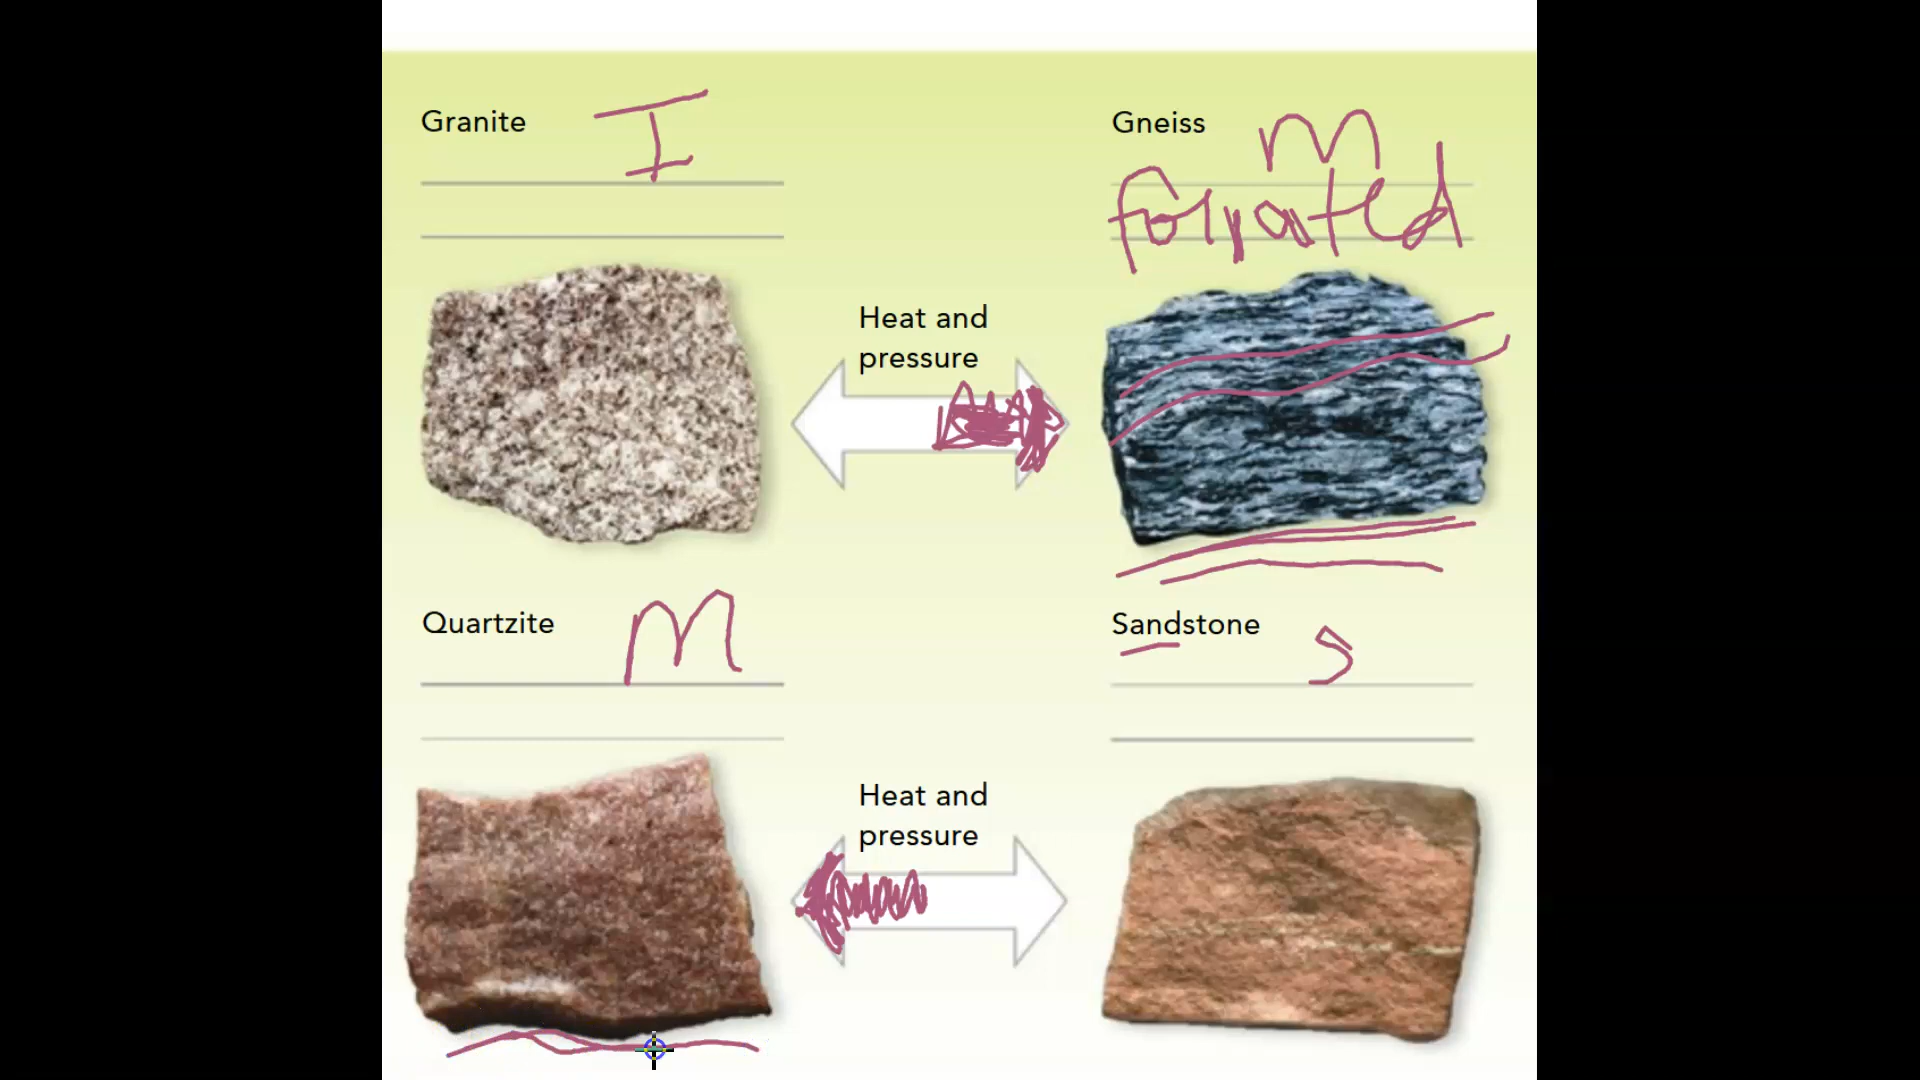 Granite I
Gneiss M
foliated
Heat and
pressure
Quartzite M
Sandstone S
Heat and
pressure